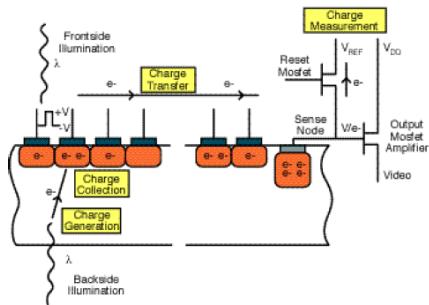 Charge
Measurement
Frontside
Illumination
λ
Charge
Transfer
e-
e-
Reset
Mosfet
VREF
VDD
e-
+V
-V
Sense
Node
V/e-
Output
Mosfet
Amplifier
Video
e-
e- e-
e-
e-
e- e-
e-
e- e-
e- e-
Charge
Collection
e-
Charge
Generation
λ
Backside
Illumination